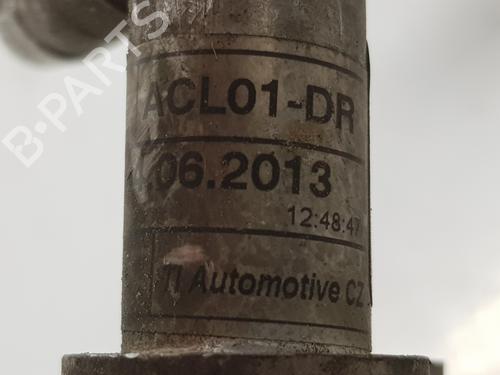 B-PARTS
ACL01-DR
.06.2013
12:48:47
TI Automotive CZ